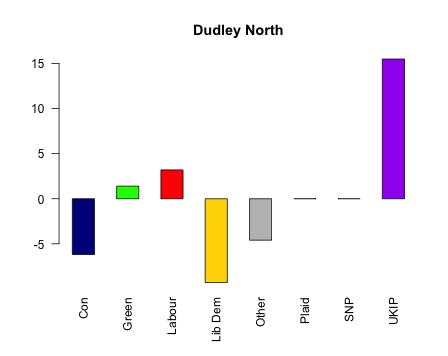 Dudley North
15
10
5
0
-5
Con
Green
Labour
Lib Dem
Other
Plaid
SNP
UKIP